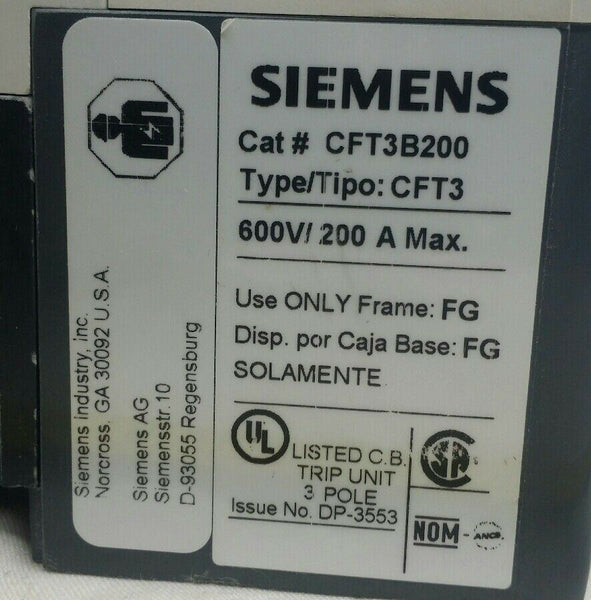 SIEMENS
Cat # CFT3B200
Type/Tipo: CFT3
600V/ 200 A Max.
Use ONLY Frame: FG
Disp. por Caja Base: FG
SOLAMENTE
UL
LISTED C.B.
TRIP UNIT
3 POLE
Issue No. DP-3553
SA
NOM - ANCE
Siemens industry, inc.
Norcross. GA 30092 U.S.A.
Siemens AG
Siemensstr.10
D-93055 Regensburg